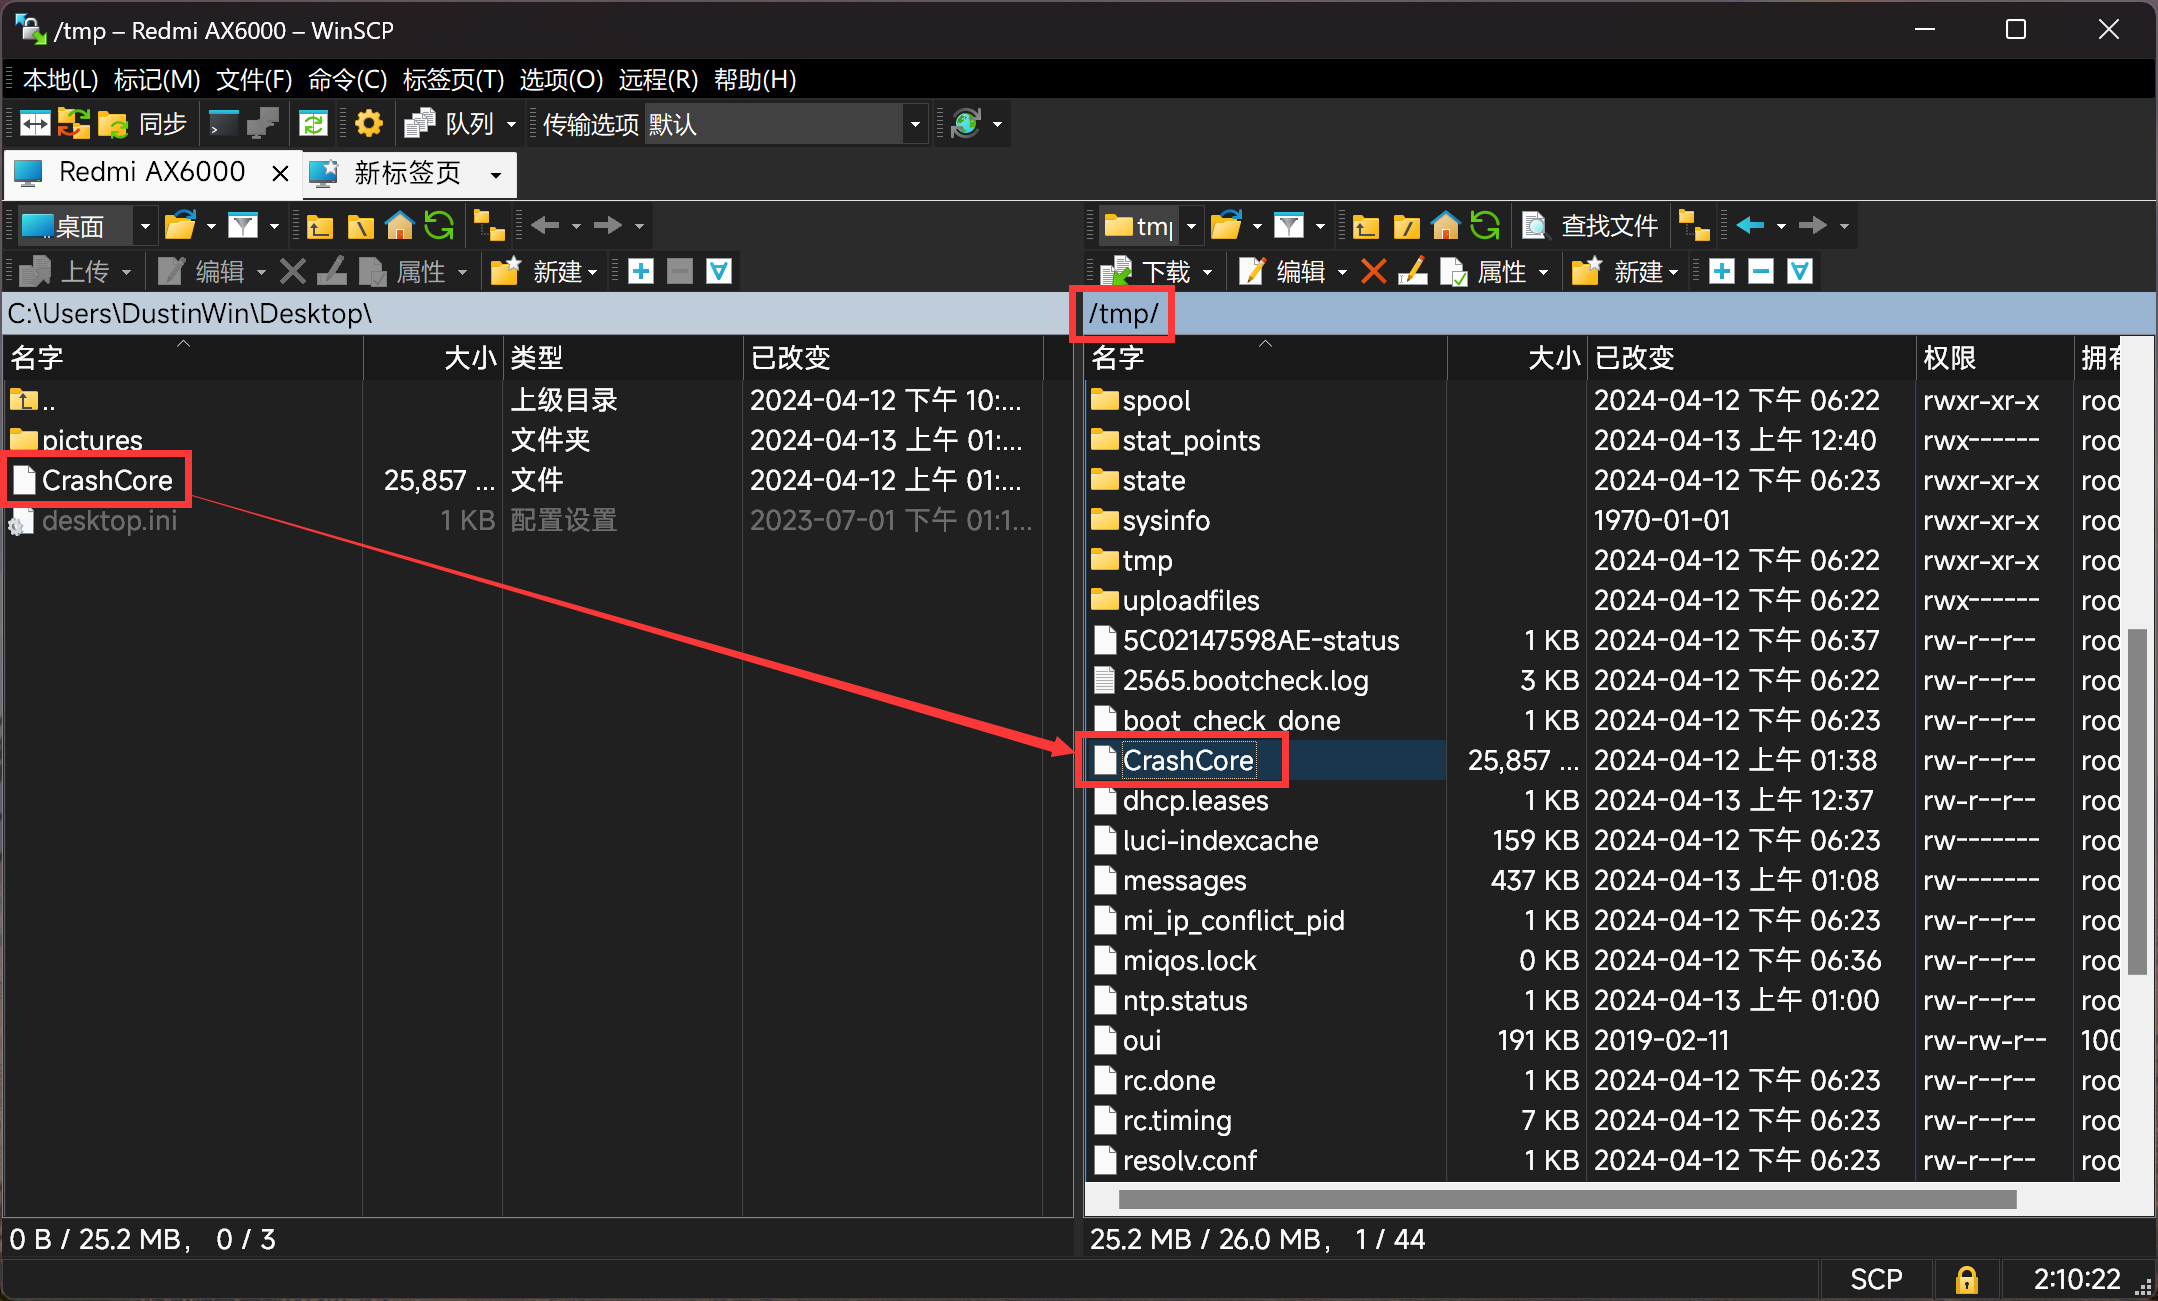 /tmp – Redmi AX6000 – WinSCP
本地(L) 标记(M) 文件(F) 命令(C) 标签页(T) 选项(O) 远程(R) 帮助(H)
同步 队列 传输选项 默认
Redmi AX6000 新标签页
桌面 tmp 查找文件
上传 编辑 属性 新建 下载 编辑 属性 新建
C:\Users\DustinWin\Desktop\
名字 大小 类型 已改变
.. 上级目录 2024-04-12 下午 10:...
pictures 文件夹 2024-04-13 上午 01:...
CrashCore 25,857 ... 文件 2024-04-12 上午 01:...
desktop.ini 1 KB 配置设置 2023-07-01 下午 01:1...
0 B / 25.2 MB， 0 / 3
/tmp/
名字 大小 已改变 权限 拥有
spool 2024-04-12 下午 06:22 rwxr-xr-x roo
stat_points 2024-04-13 上午 12:40 rwx------ roo
state 2024-04-12 下午 06:23 rwxr-xr-x roo
sysinfo 1970-01-01 rwxr-xr-x roo
tmp 2024-04-12 下午 06:22 rwxr-xr-x roo
uploadfiles 2024-04-12 下午 06:22 rwx------ roo
5C02147598AE-status 1 KB 2024-04-12 下午 06:37 rw-r--r-- roo
2565.bootcheck.log 3 KB 2024-04-12 下午 06:22 rw-r--r-- roo
boot_check_done 1 KB 2024-04-12 下午 06:23 rw-r--r-- roo
CrashCore 25,857 ... 2024-04-12 上午 01:38 rw-r--r-- roo
dhcp.leases 1 KB 2024-04-13 上午 12:37 rw-r--r-- roo
luci-indexcache 159 KB 2024-04-12 下午 06:23 rw------- roo
messages 437 KB 2024-04-13 上午 01:08 rw------- roo
mi_ip_conflict_pid 1 KB 2024-04-12 下午 06:23 rw-r--r-- roo
miqos.lock 0 KB 2024-04-12 下午 06:36 rw-r--r-- roo
ntp.status 1 KB 2024-04-13 上午 01:00 rw-r--r-- roo
oui 191 KB 2019-02-11 rw-rw-r-- 100
rc.done 1 KB 2024-04-12 下午 06:23 rw-r--r-- roo
rc.timing 7 KB 2024-04-12 下午 06:23 rw-r--r-- roo
resolv.conf 1 KB 2024-04-12 下午 06:23 rw-r--r-- roo
25.2 MB / 26.0 MB， 1 / 44
SCP 2:10:22